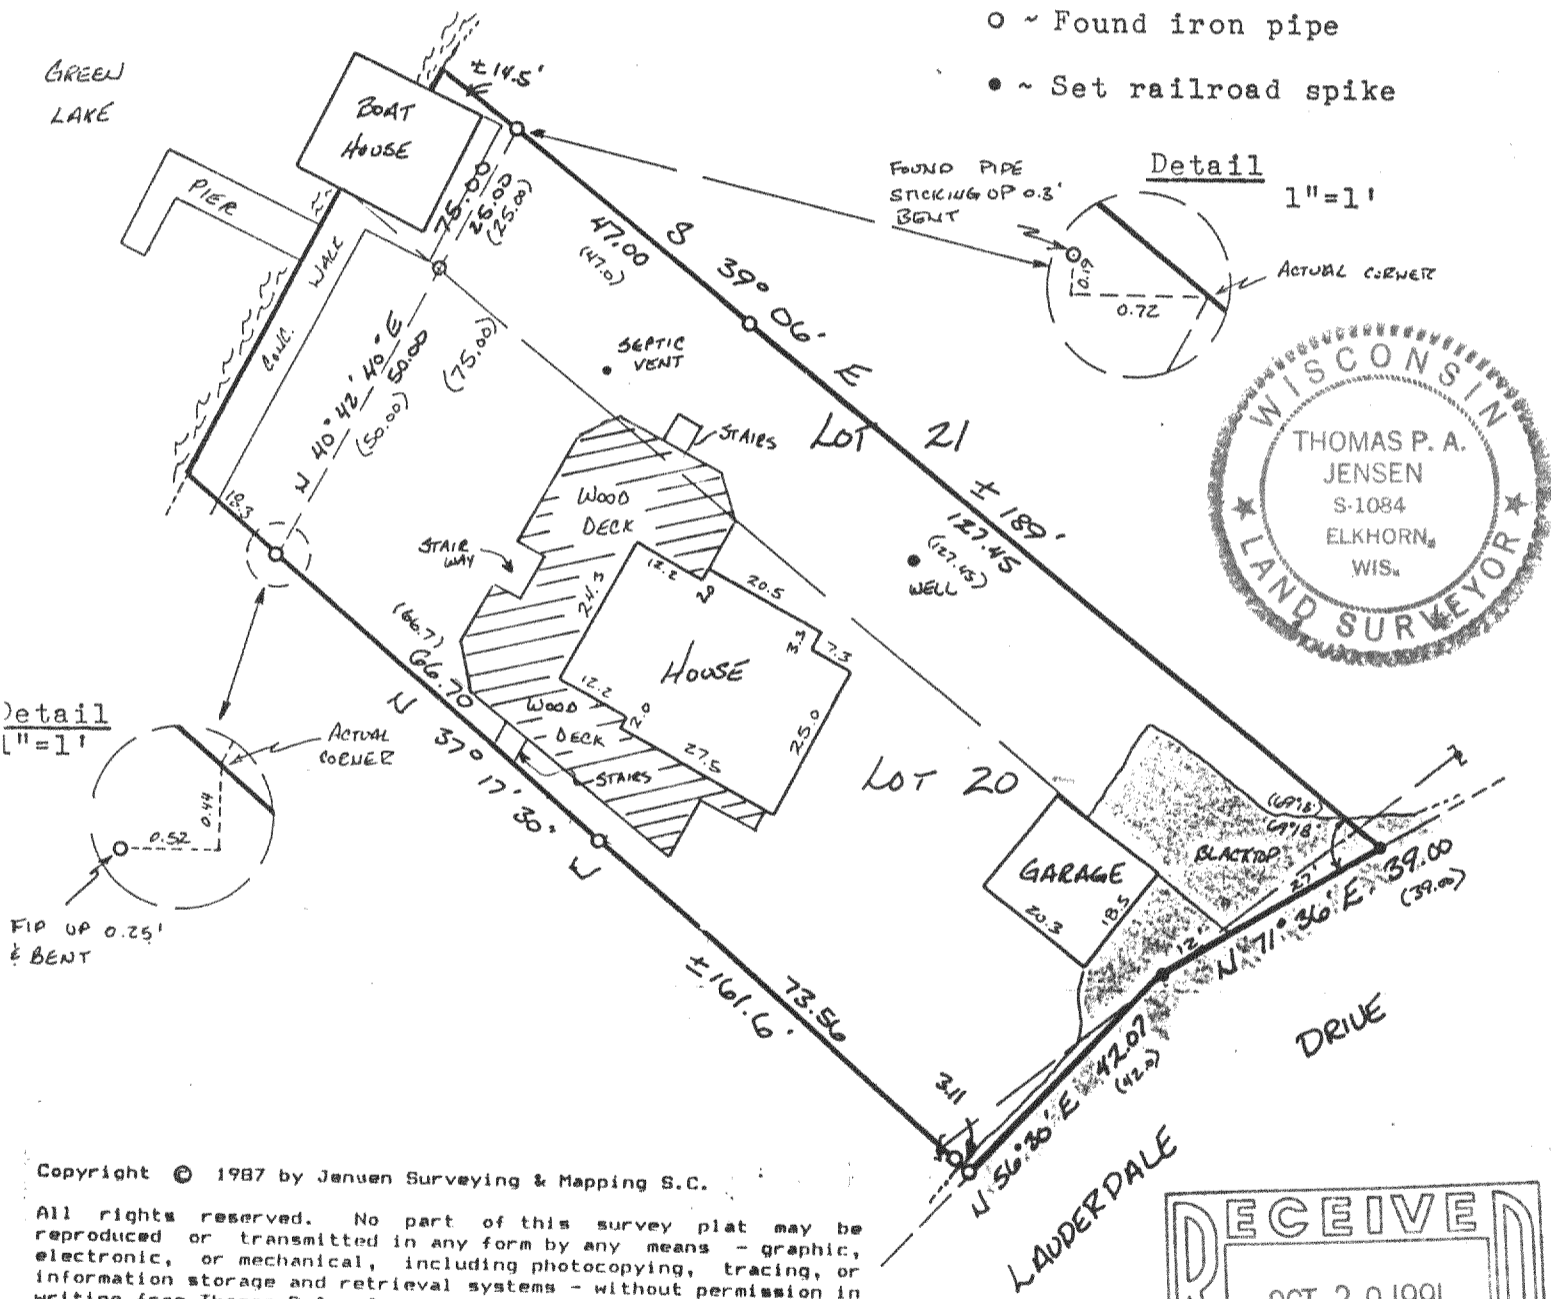 ○ ~ Found iron pipe
● ~ Set railroad spike
GREEN
LAKE
BOAT
HOUSE
± 14.5'
PIER
CONC. WALK
75.00
25.00
(25.0)
47.00
(47.0)
S 39° 06' E
FOUND PIPE
STICKING UP 0.3'
BENT
Detail
1"=1'
0.15
0.72
ACTUAL CORNER
N 40° 42' 40" E
50.00
(50.00)
(75.00)
SEPTIC
VENT
STAIRS
LOT 21
± 189'
127.45
(127.45)
WELL
WISCONSIN
THOMAS P. A.
JENSEN
S-1084
ELKHORN,
WIS.
LAND SURVEYOR
18.3
STAIR
WAY
WOOD
DECK
24.3
12.2
20.5
3.3
7.3
HOUSE
25.0
12.2
2.0
27.5
WOOD
DECK
STAIRS
(66.7)
66.70
N 37° 17' 30" W
Detail
1"=1'
ACTUAL
CORNER
0.44
0.52
FIP UP 0.25'
& BENT
LOT 20
GARAGE
20.3
18.5
BLACKTOP
(69°18')
69°18'
27'
12'
N 71° 36' E 39.00
(39.00)
± 161.6'
73.56
3.11
N 56° 30' E 42.07
(42.0)
LAUDERDALE DRIVE
Copyright © 1987 by Jensen Surveying & Mapping S.C.
All rights reserved. No part of this survey plat may be
reproduced or transmitted in any form by any means - graphic,
electronic, or mechanical, including photocopying, tracing, or
information storage and retrieval systems - without permission in
RECEIVED
OCT 20 1991